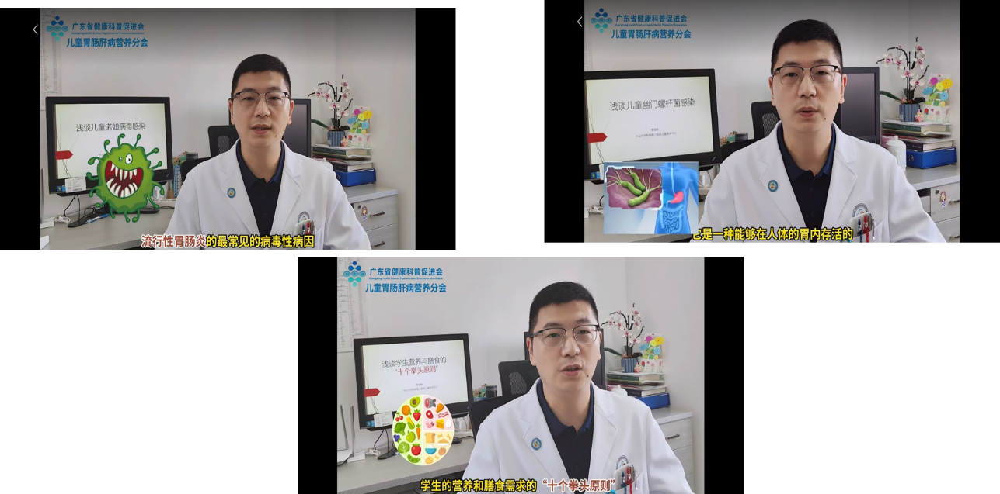 广东省健康科普促进会
儿童胃肠肝病营养分会
浅谈儿童诺如病毒感染
流行性胃肠炎的最常见的病毒性病因
广东省健康科普促进会
儿童胃肠肝病营养分会
浅谈儿童幽门螺杆菌感染
它是一种能够在人体的胃内存活的
广东省健康科普促进会
儿童胃肠肝病营养分会
浅谈学生营养与膳食的
“十个拳头原则”
学生的营养和膳食需求的“十个拳头原则”